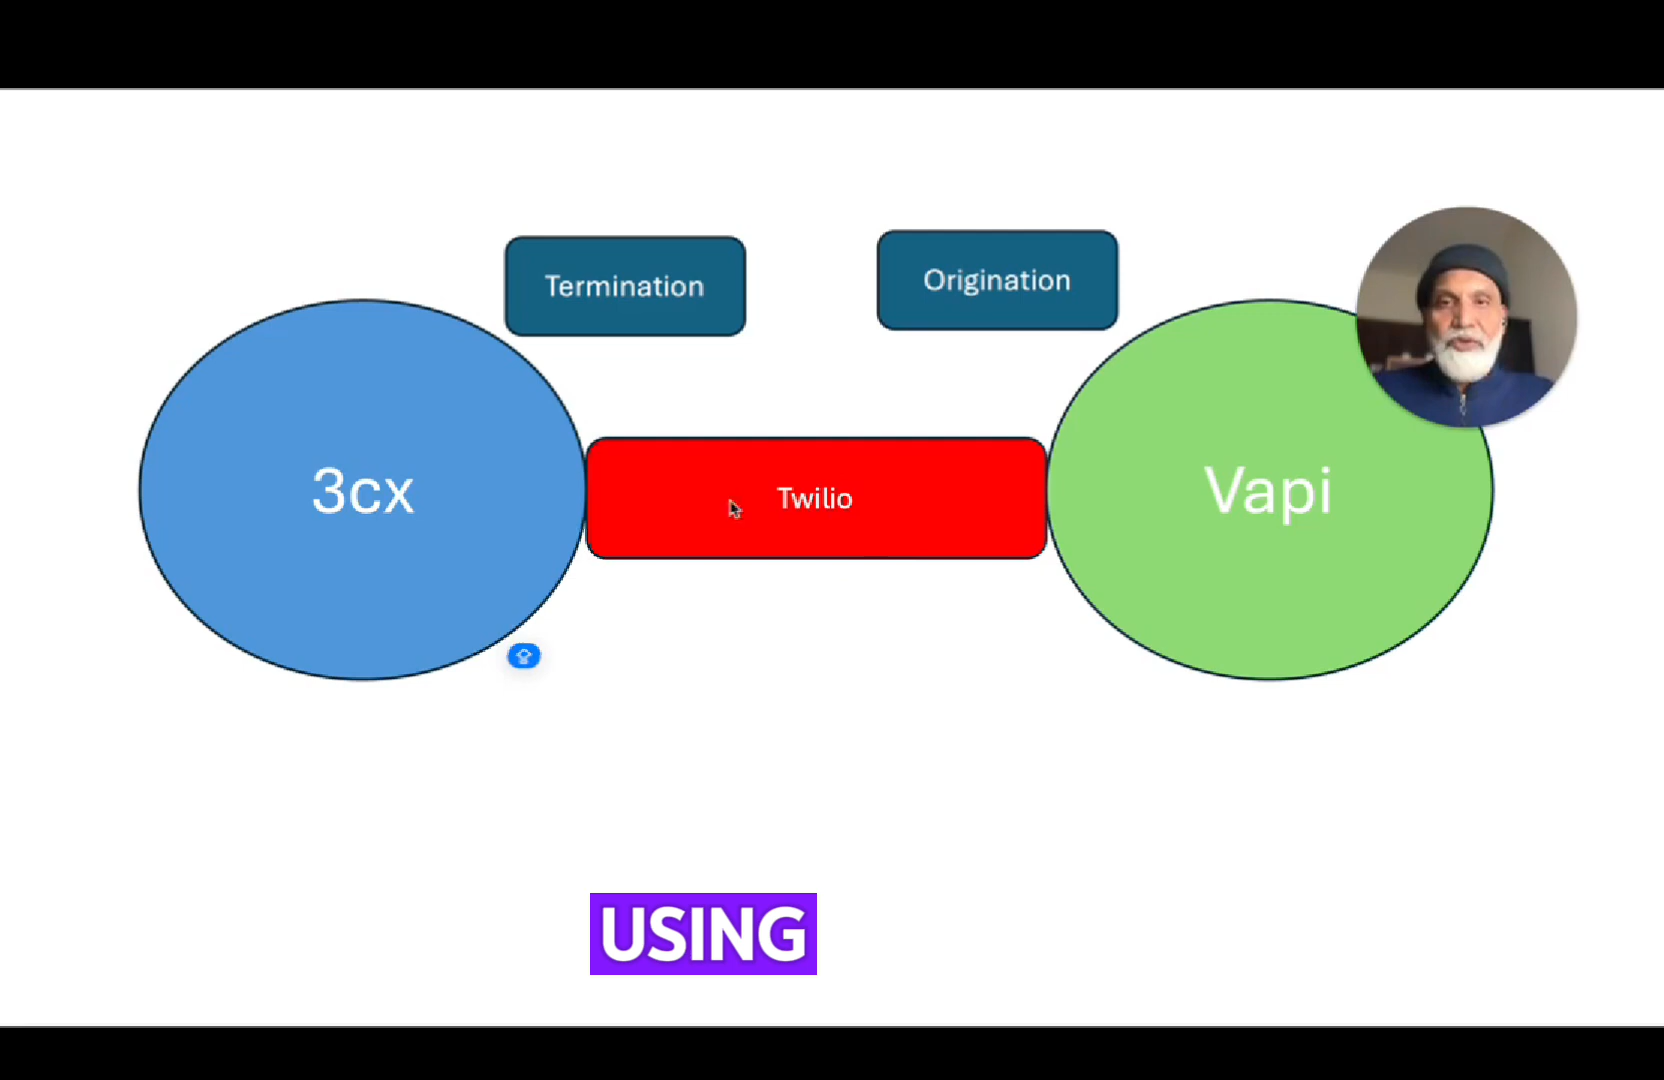 Termination
Origination
3cx
Twilio
Vapi
USING